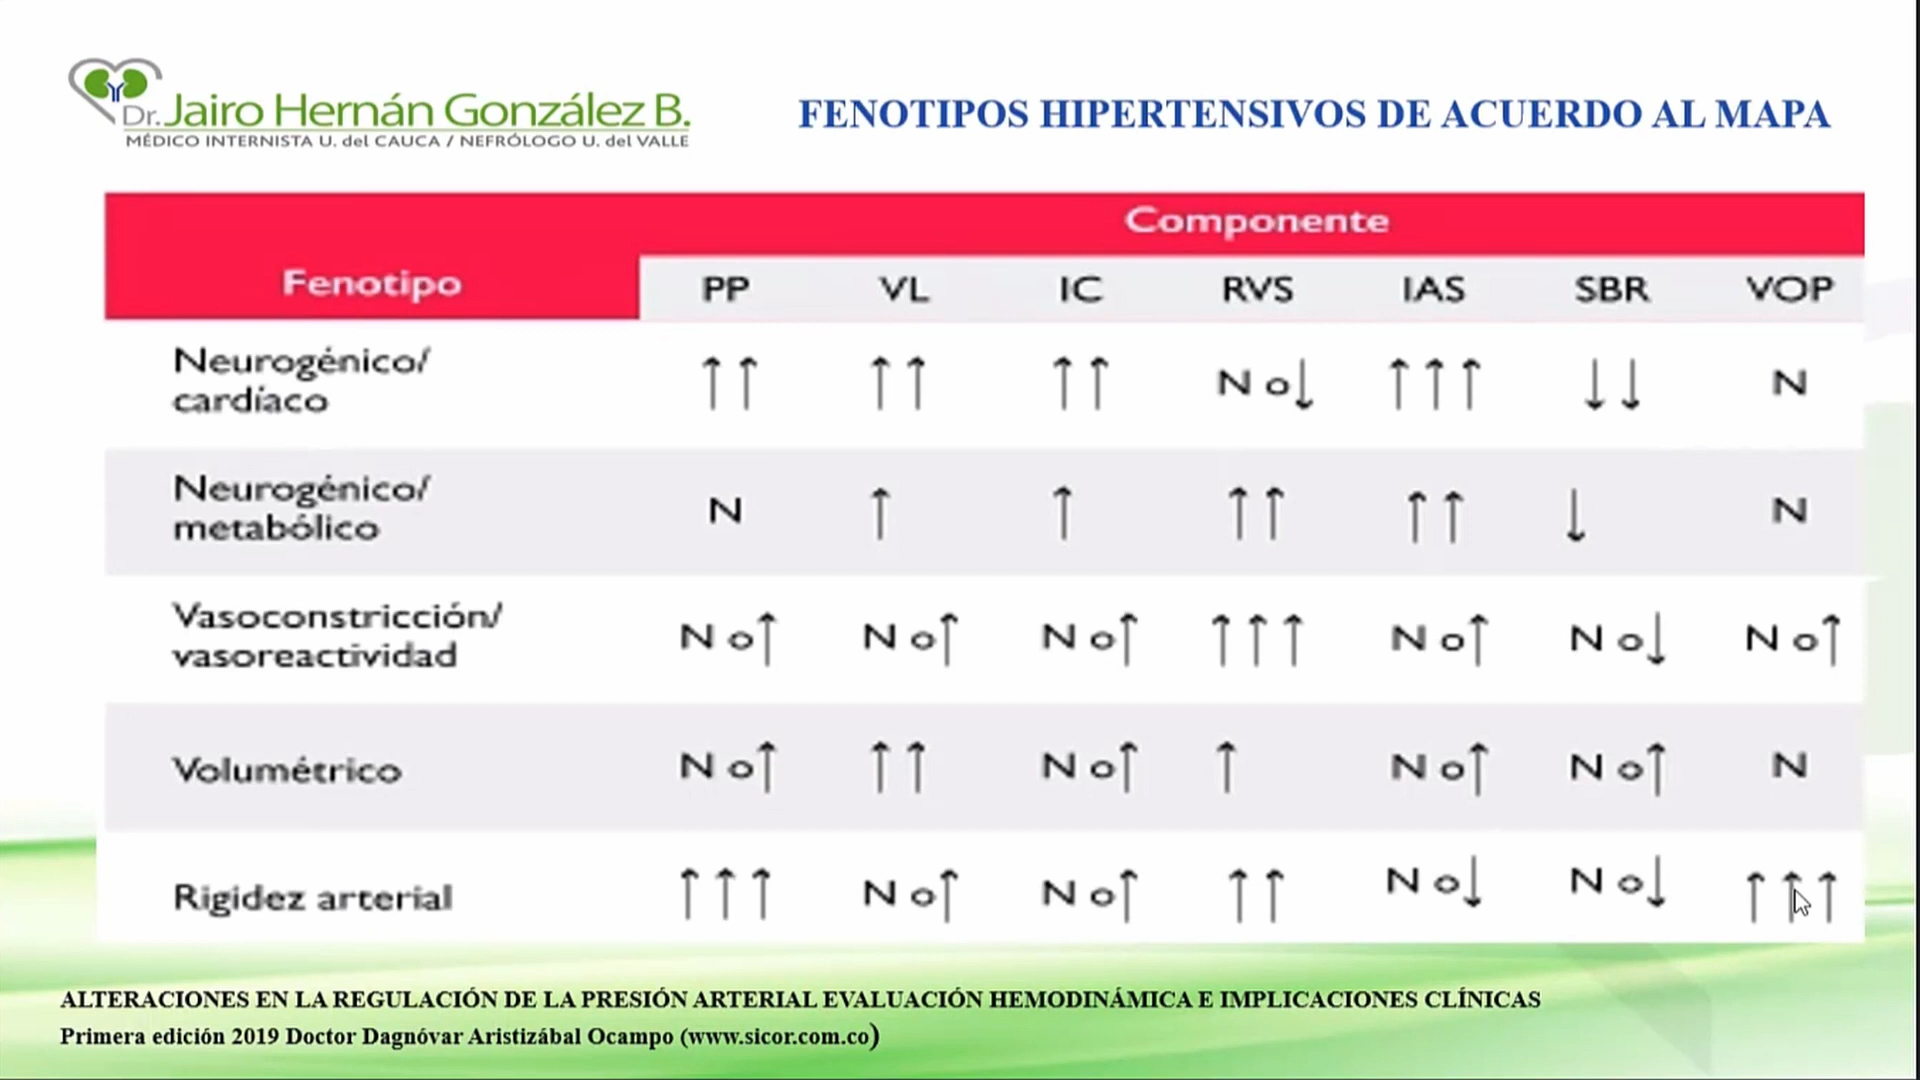 Dr. Jairo Hernán González B.
MÉDICO INTERNISTA U. del CAUCA / NEFRÓLOGO U. del VALLE
FENOTIPOS HIPERTENSIVOS DE ACUERDO AL MAPA
Componente
Fenotipo PP VL IC RVS IAS SBR VOP
Neurogénico/
cardíaco ↑↑ ↑↑ ↑↑ N o↓ ↑↑↑ ↓↓ N
Neurogénico/
metabólico N ↑ ↑ ↑↑ ↑↑ ↓ N
Vasoconstricción/
vasoreactividad N o↑ N o↑ N o↑ ↑↑↑ N o↑ N o↓ N o↑
Volumétrico N o↑ ↑↑ N o↑ ↑ N o↑ N o↑ N
Rigidez arterial ↑↑↑ N o↑ N o↑ ↑↑ N o↓ N o↓ ↑↑↑
ALTERACIONES EN LA REGULACIÓN DE LA PRESIÓN ARTERIAL EVALUACIÓN HEMODINÁMICA E IMPLICACIONES CLÍNICAS
Primera edición 2019 Doctor Dagnóvar Aristizábal Ocampo (www.sicor.com.co)